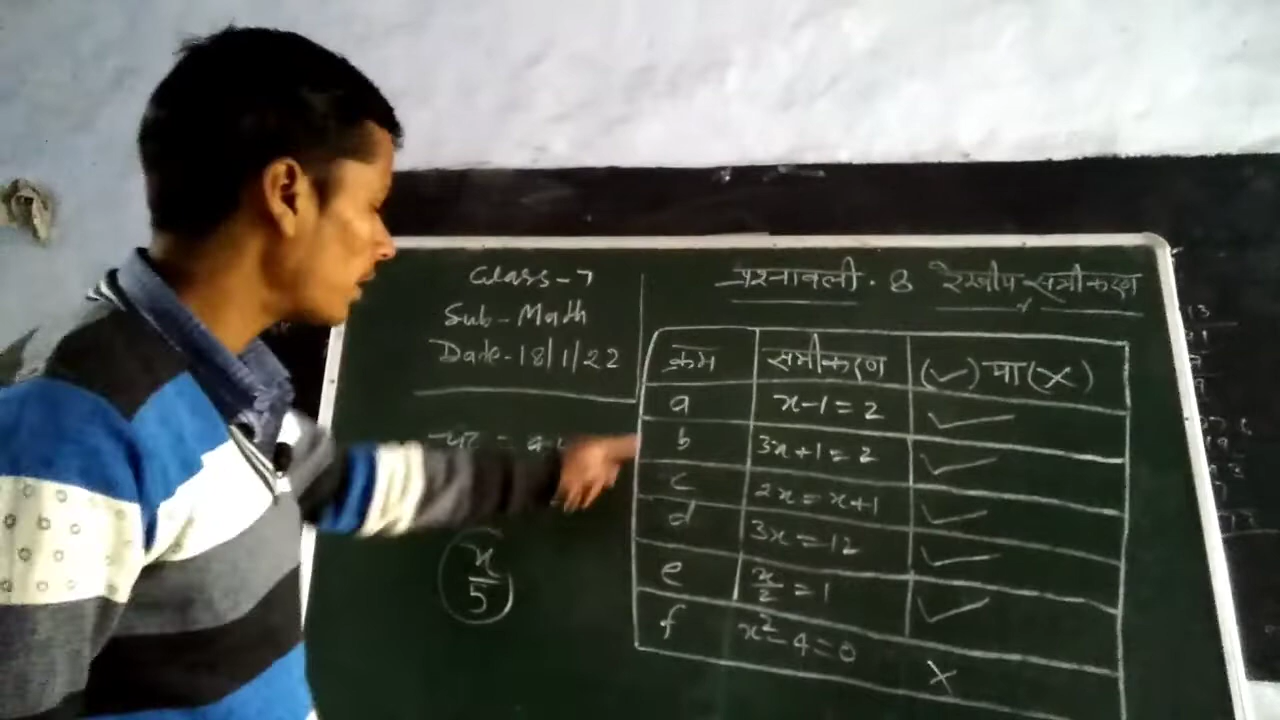 Class-7
Sub-Math
Date-18/1/22
प्रश्नावली. 8 रेखीय समीकरण
क्रम समीकरण (✓) या (×)
a x-1=2 ✓
b 3x+1=2 ✓
c 2x=x+1 ✓
d 3x=12 ✓
e x/2=1 ✓
f x²-4=0 ×
x/5